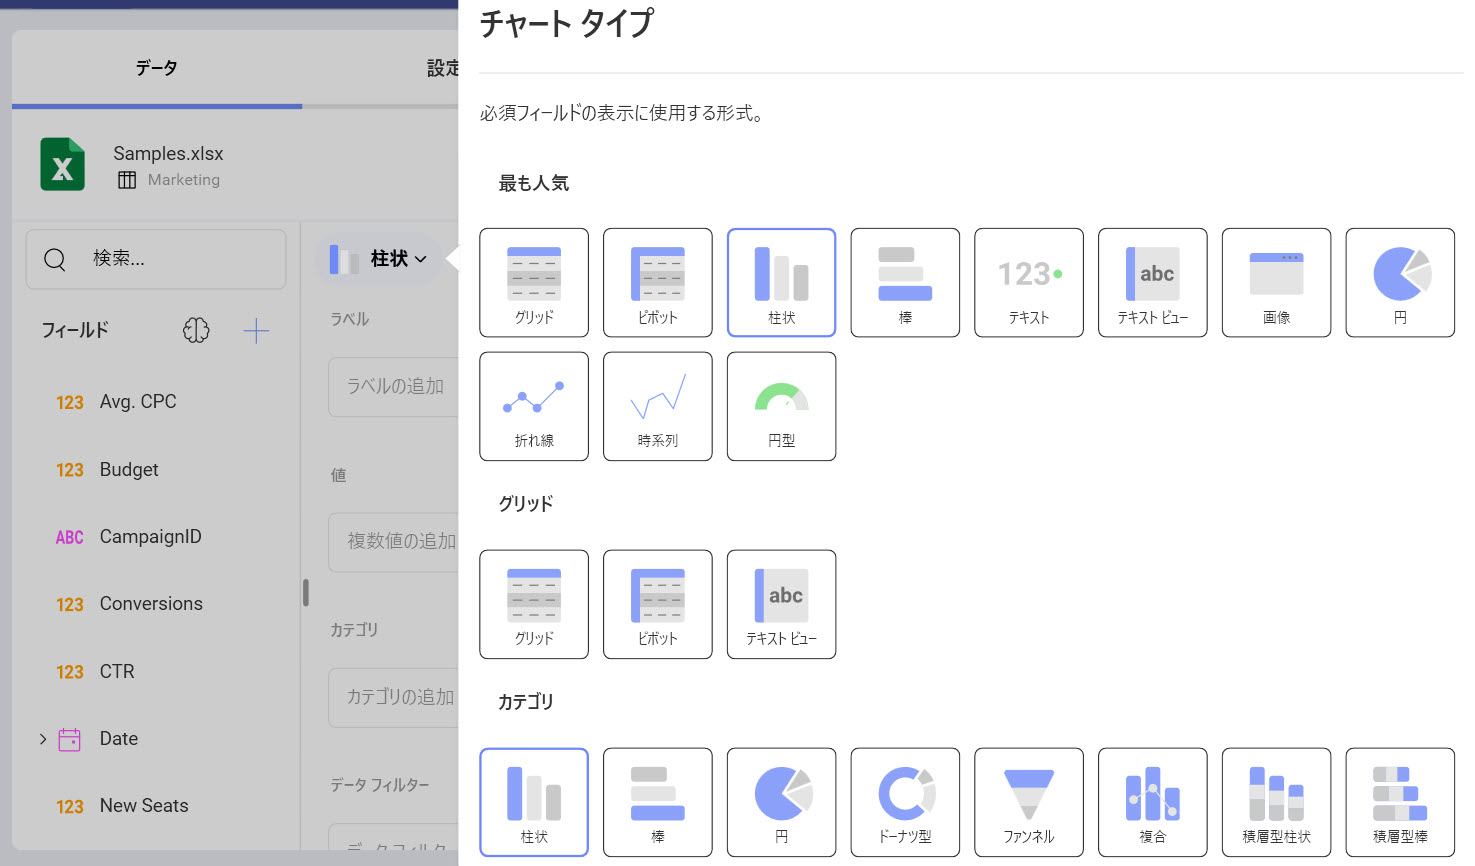 データ
設定
Samples.xlsx
Marketing
検索...
フィールド
123 Avg. CPC
123 Budget
ABC CampaignID
123 Conversions
123 CTR
Date
123 New Seats
柱状
ラベル
ラベルの追加
値
複数値の追加
カテゴリ
カテゴリの追加
データ フィルター
チャート タイプ
必須フィールドの表示に使用する形式。
最も人気
グリッド
ピボット
柱状
棒
123
テキスト
abc
テキスト ビュー
画像
円
折れ線
時系列
円型
グリッド
グリッド
ピボット
abc
テキスト ビュー
カテゴリ
柱状
棒
円
ドーナツ型
ファンネル
複合
積層型柱状
積層型棒